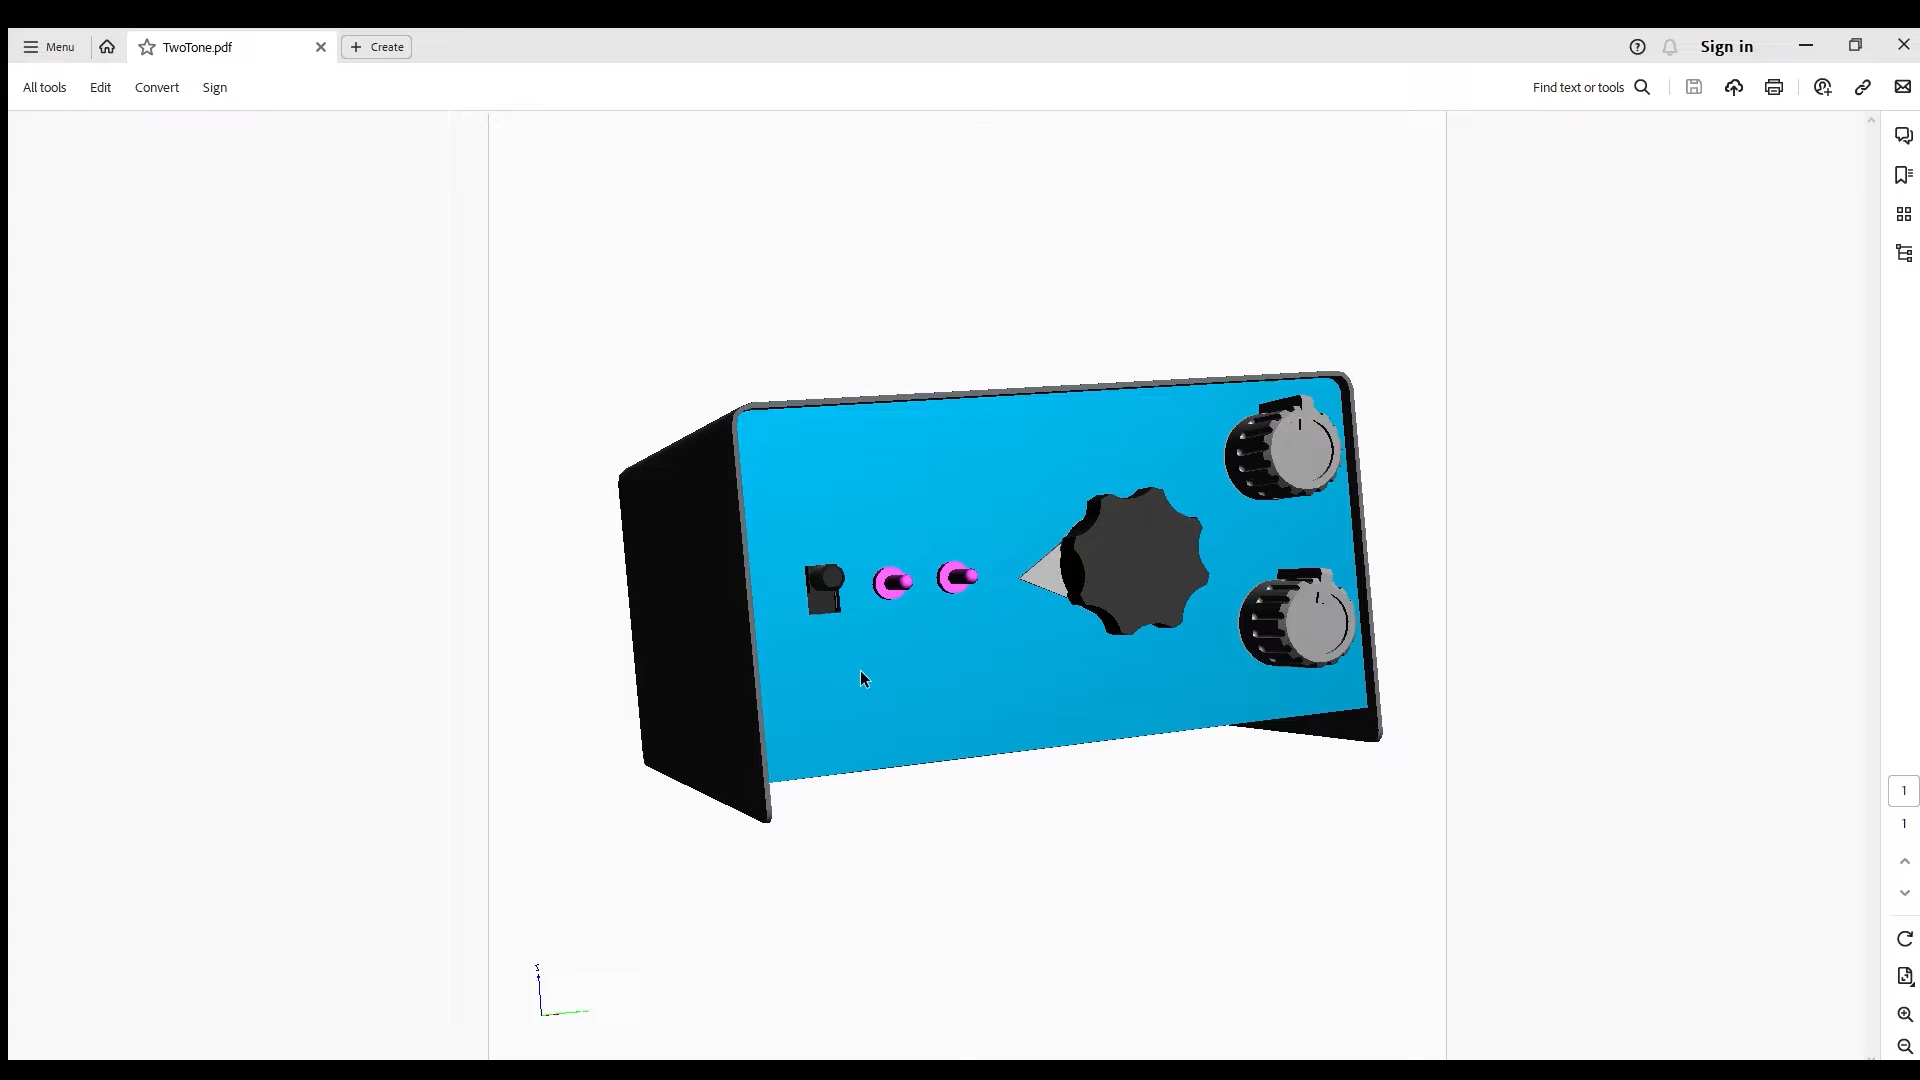 Menu
TwoTone.pdf
Create
Sign in
All tools
Edit
Convert
Sign
Find text or tools
1
1
Z